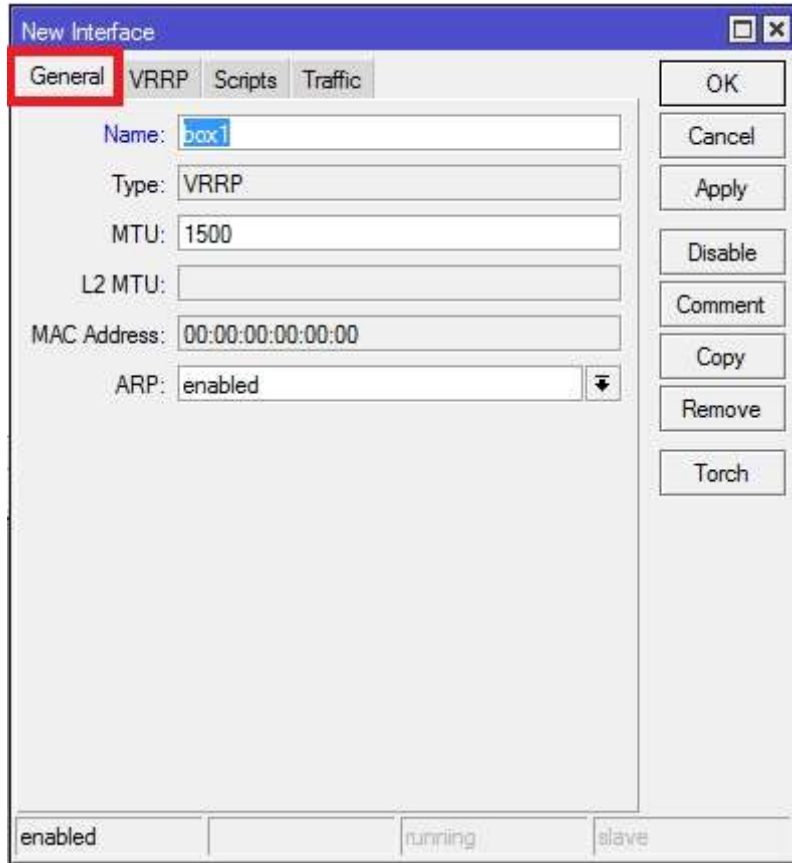 New Interface
General VRRP Scripts Traffic
Name: box1
Type: VRRP
MTU: 1500
L2 MTU:
MAC Address: 00:00:00:00:00:00
ARP: enabled
OK
Cancel
Apply
Disable
Comment
Copy
Remove
Torch
enabled running slave